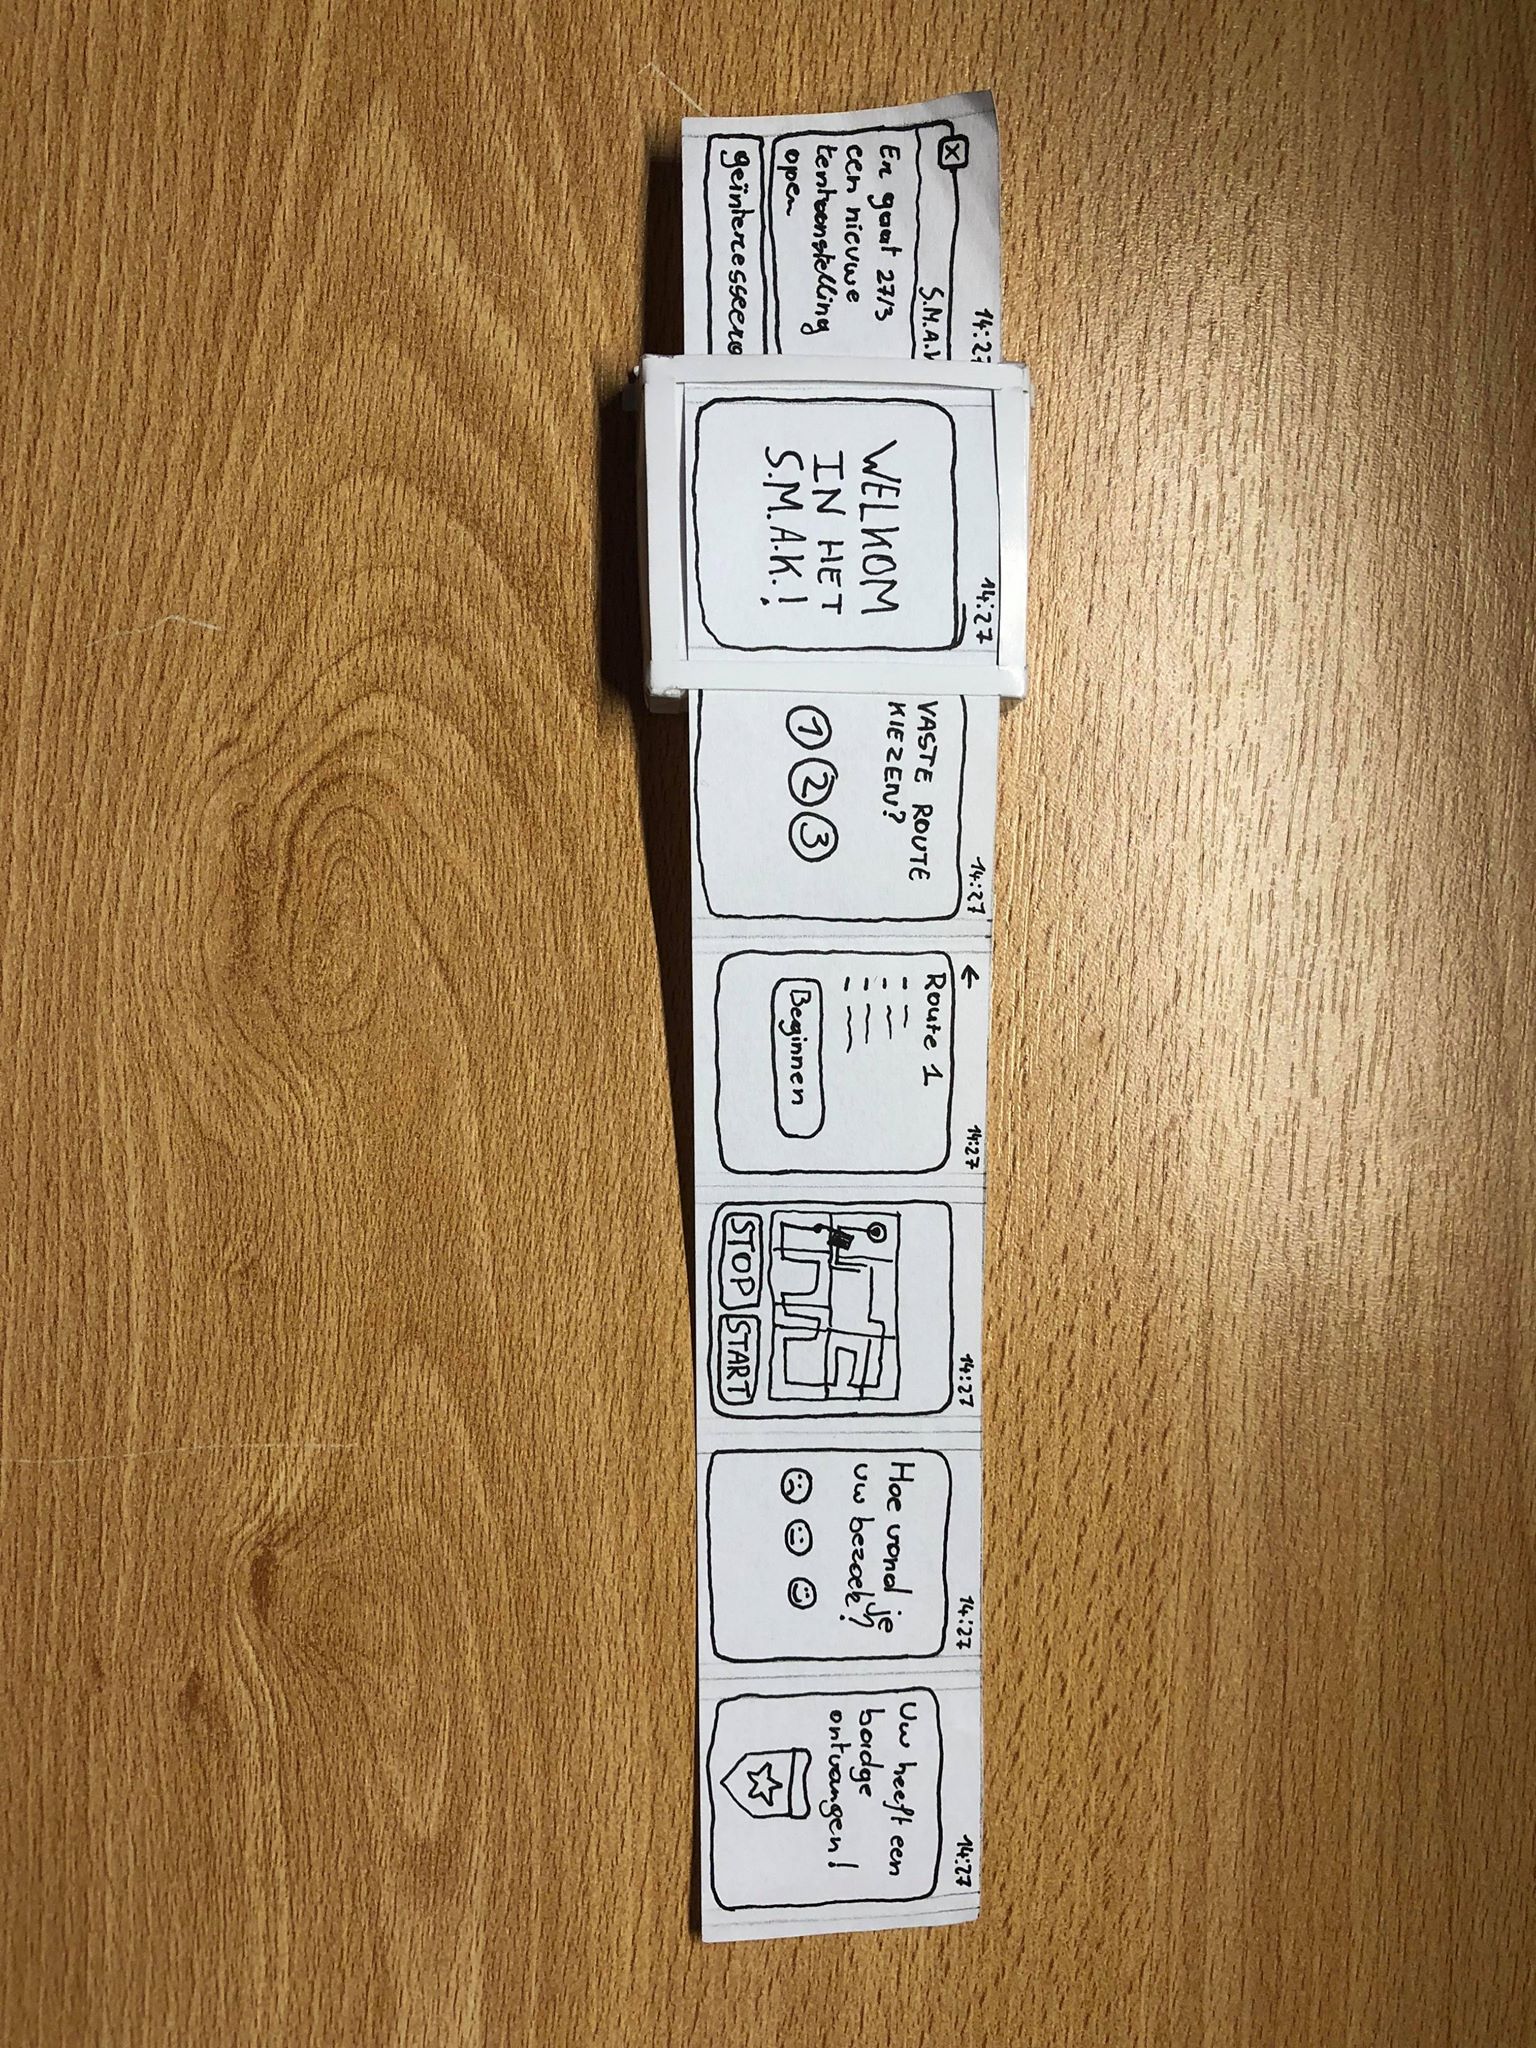 14:27
X
S.M.A.K
Er gaat 27/3
een nieuwe
tentoonstelling
open
geïnteresseerd
14:27
WELKOM
IN HET
S.M.A.K.!
14:27
VASTE ROUTE
KIEZEN?
1 2 3
← 14:27
Route 1
Beginnen
14:27
STOP START
14:27
Hoe vond je
uw bezoek?
14:27
Uw heeft een
badge
ontvangen!